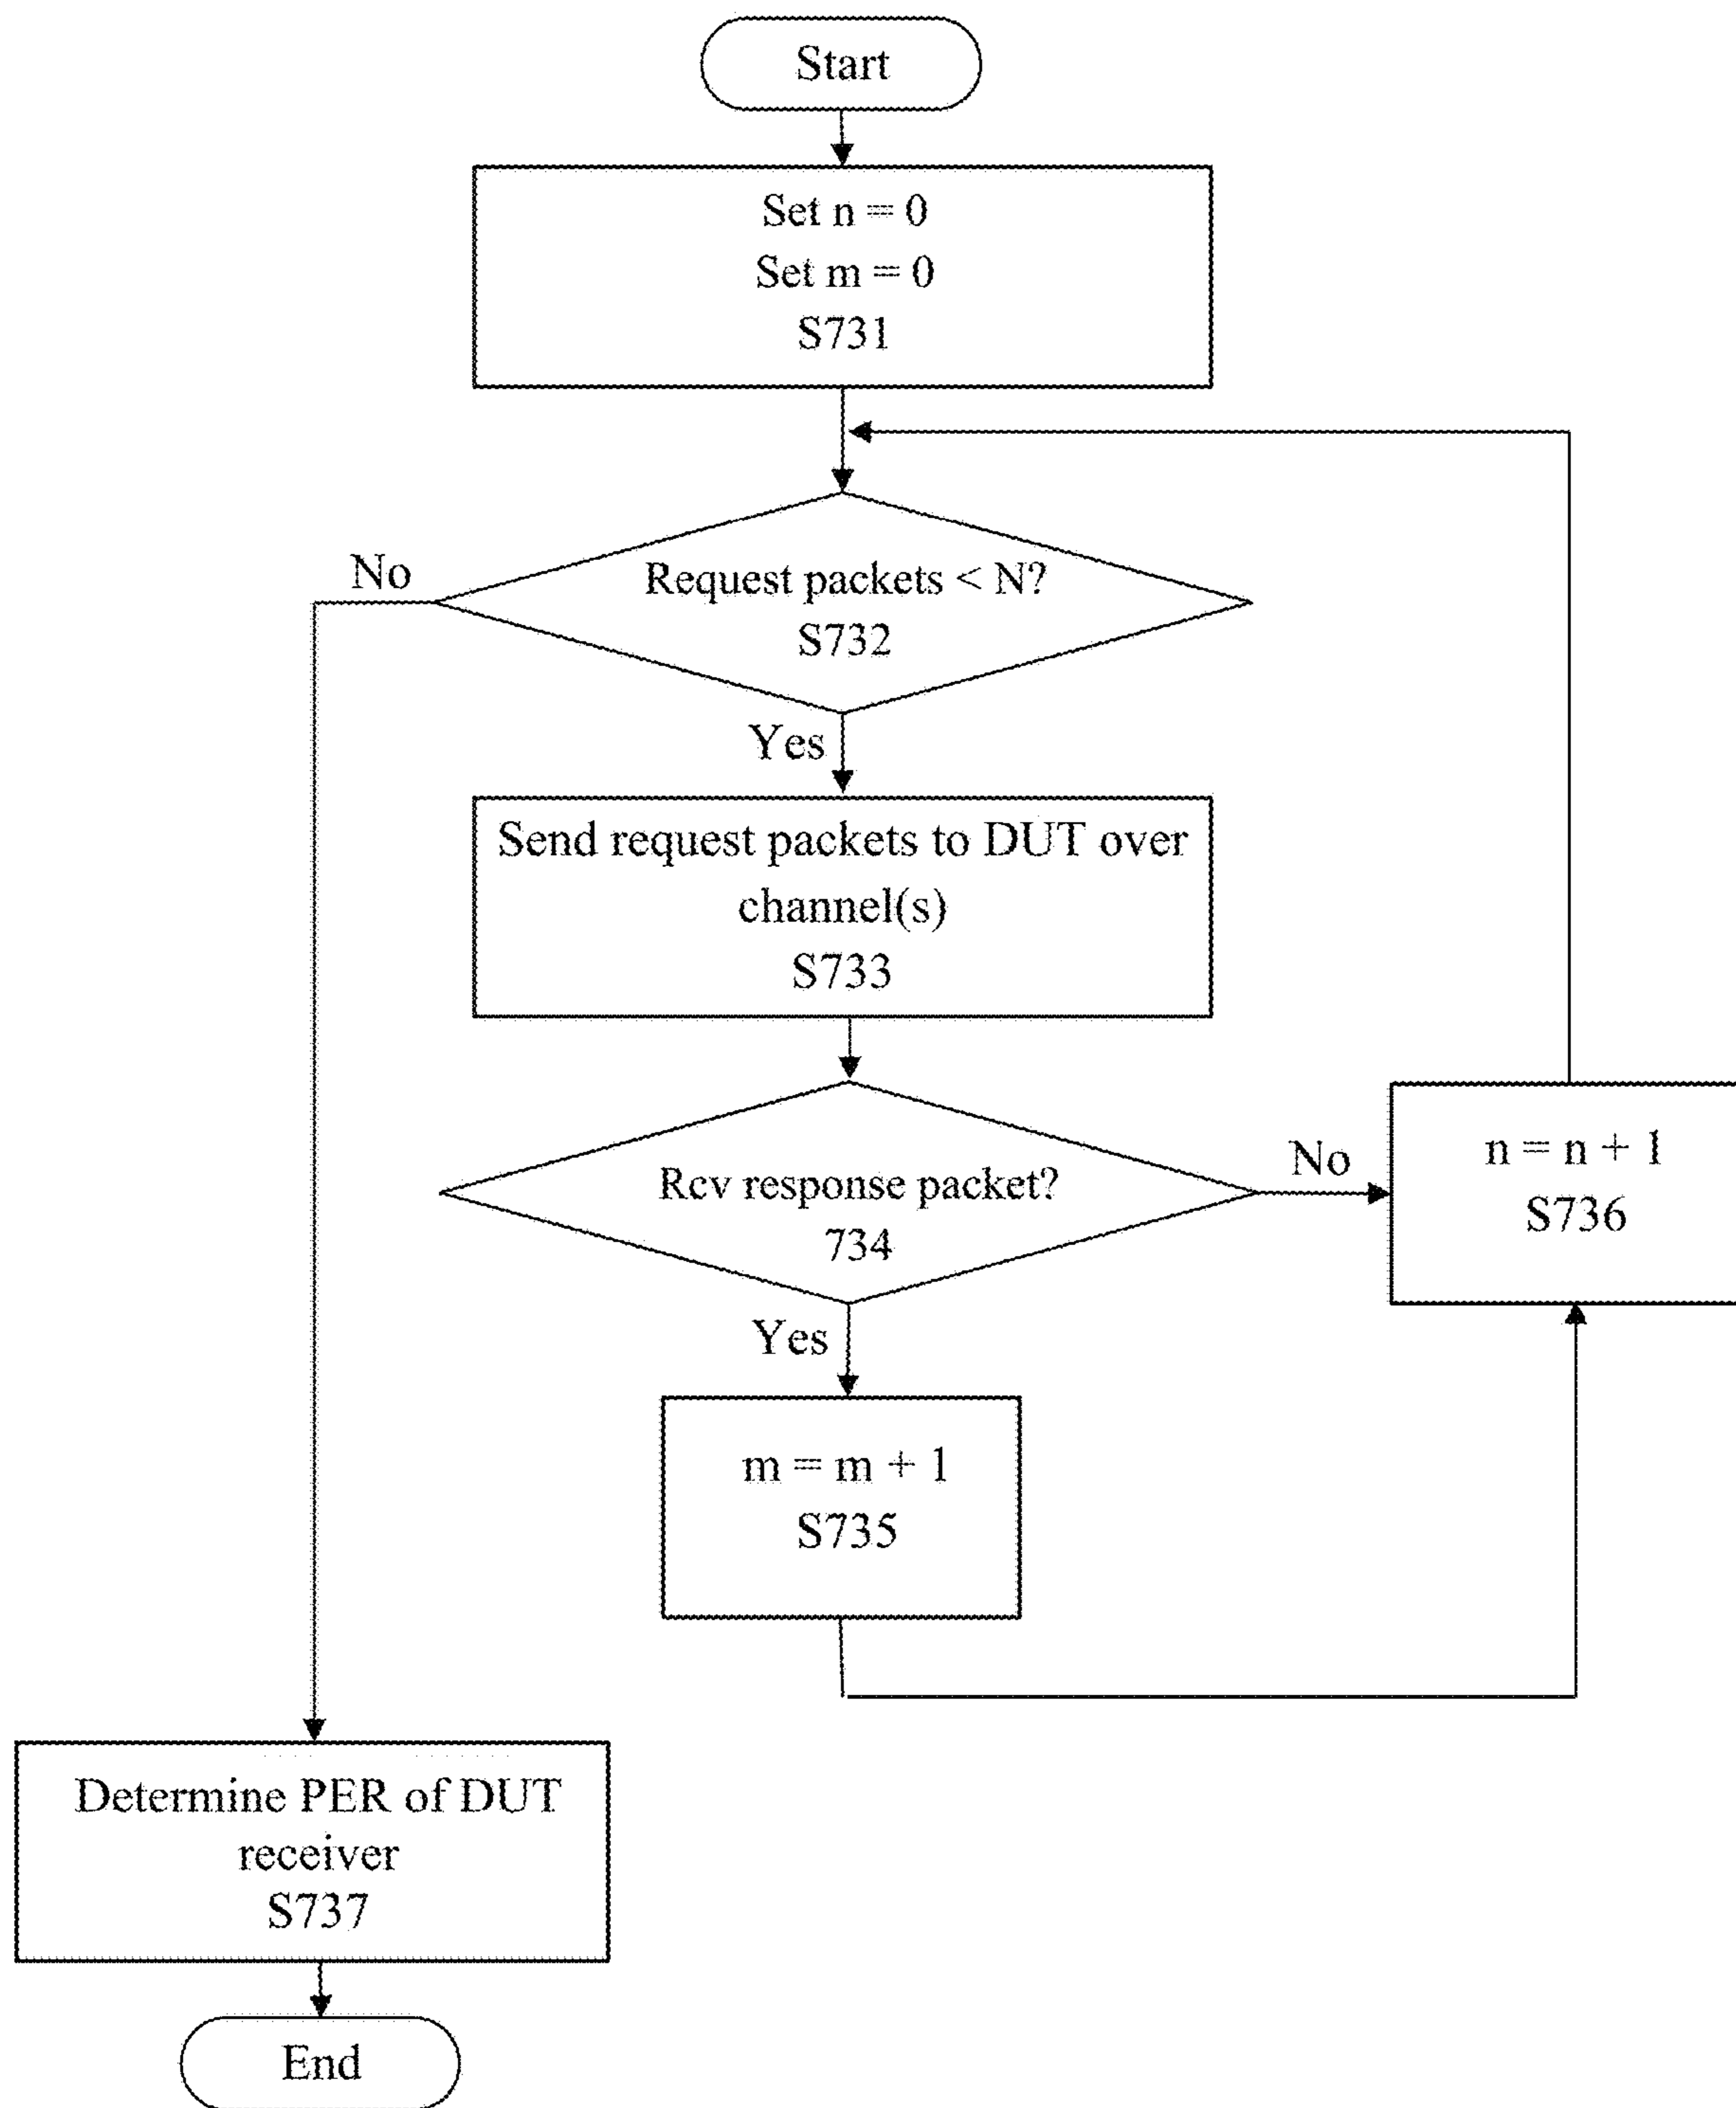 Start
Set n = 0
Set m = 0
S731
Request packets < N?
S732
No
Yes
Send request packets to DUT over
channel(s)
S733
Rcv response packet?
734
No
n = n + 1
S736
Yes
m = m + 1
S735
Determine PER of DUT
receiver
S737
End